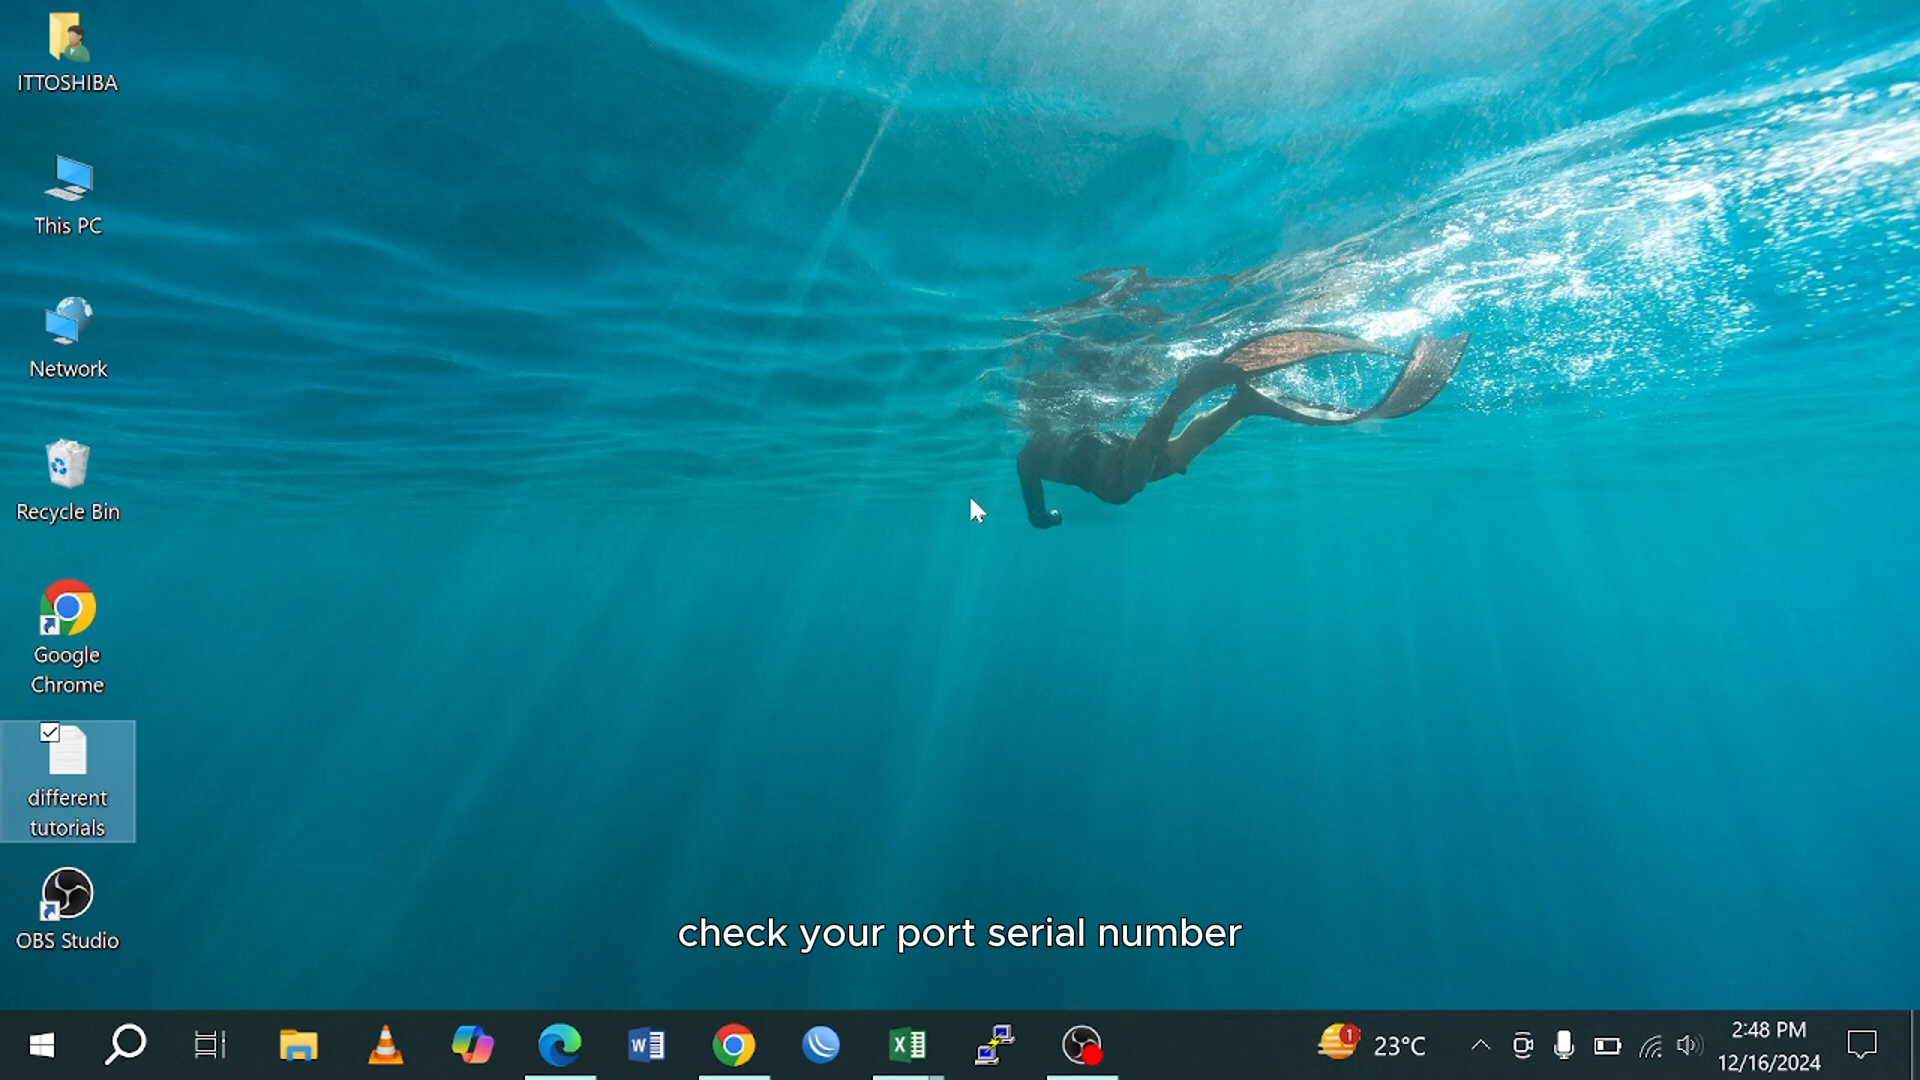 ITTOSHIBA
This PC
Network
Recycle Bin
Google
Chrome
different
tutorials
OBS Studio
check your port serial number
1
23°C
2:48 PM
12/16/2024